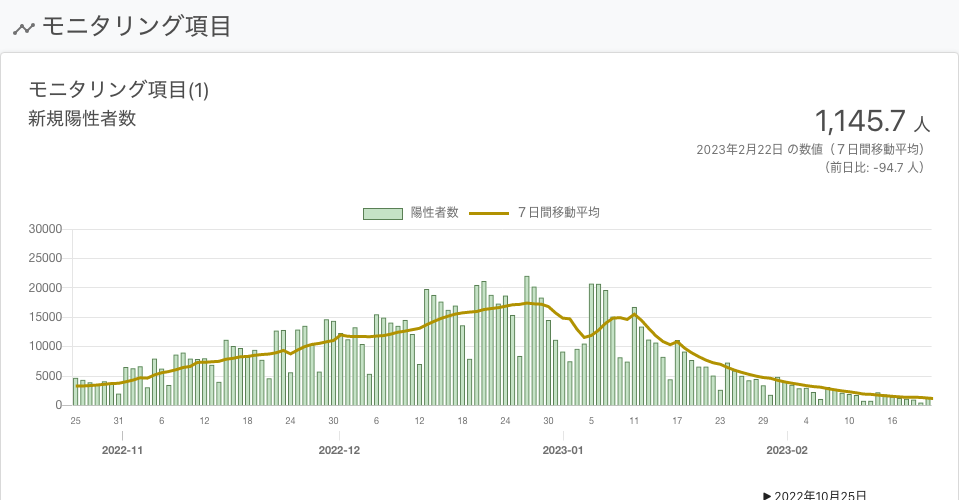 モニタリング項目
モニタリング項目(1)
新規陽性者数
1,145.7 人
2023年2月22日 の数値（７日間移動平均）
（前日比: -94.7 人）
陽性者数 ７日間移動平均
30000
25000
20000
15000
10000
5000
0
25 31 6 12 18 24 30 6 12 18 24 30 5 11 17 23 29 4 10 16
2022-11 2022-12 2023-01 2023-02
▶ 2022年10月25日